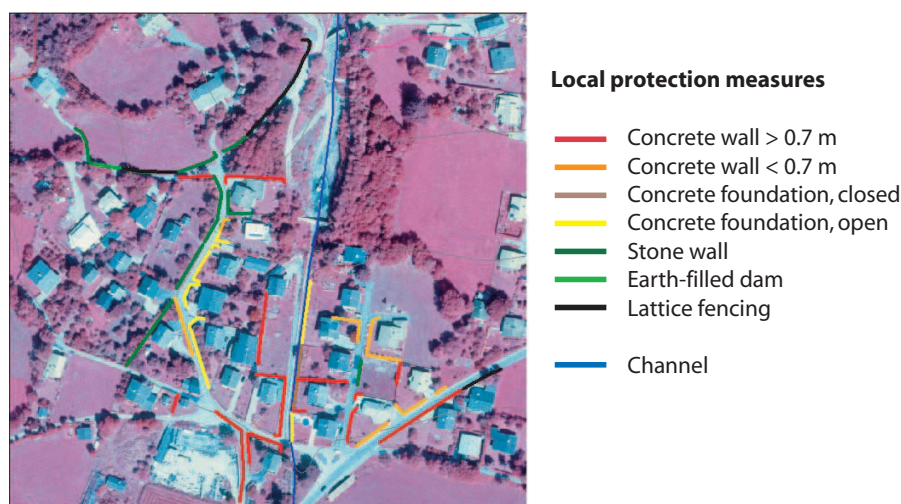 Local protection measures
Concrete wall > 0.7 m
Concrete wall < 0.7 m
Concrete foundation, closed
Concrete foundation, open
Stone wall
Earth-filled dam
Lattice fencing
Channel